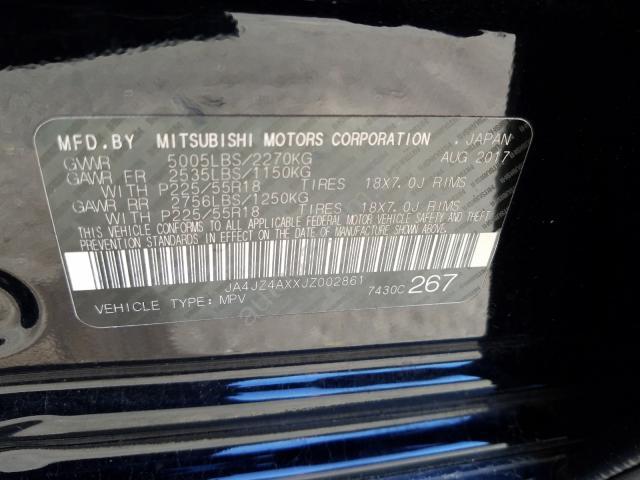 MFD.BY MITSUBISHI MOTORS CORPORATION , JAPAN
GVWR 5005LBS/2270KG AUG 2017
GAWR FR 2535LBS/1150KG
WITH P225/55R18 TIRES 18X7.0J RIMS
GAWR RR 2756LBS/1250KG
WITH P225/55R18 TIRES 18X7.0J RIMS
THIS VEHICLE CONFORMS TO ALL APPLICABLE FEDERAL MOTOR VEHICLE SAFETY AND THEFT
PREVENTION STANDARDS IN EFFECT ON THE DATE OF MANUFACTURE SHOWN ABOVE.
JA4JZ4AXXJZ002861
VEHICLE TYPE: MPV 7430C 267